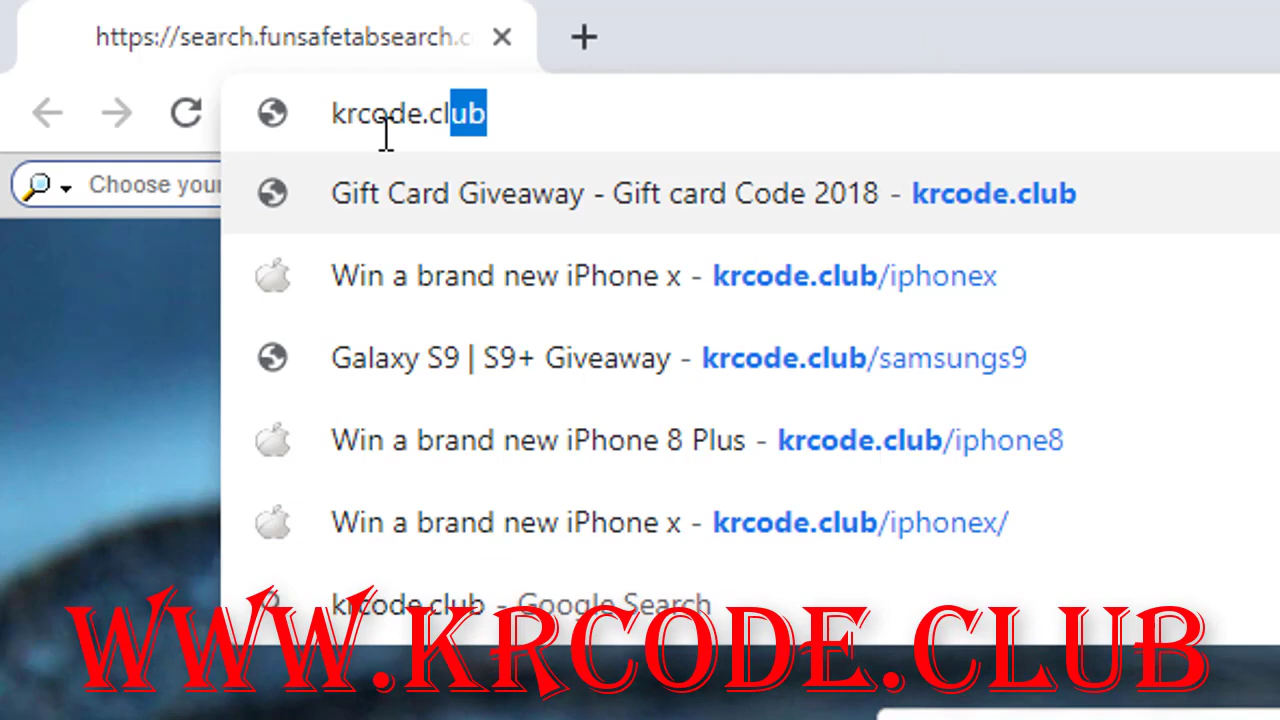 https://search.funsafetabsearch.c
krcode.club
Choose your
Gift Card Giveaway - Gift card Code 2018 - krcode.club
Win a brand new iPhone x - krcode.club/iphonex
Galaxy S9 | S9+ Giveaway - krcode.club/samsungs9
Win a brand new iPhone 8 Plus - krcode.club/iphone8
Win a brand new iPhone x - krcode.club/iphonex/
krcode.club - Google Search
WWW.KRCODE.CLUB